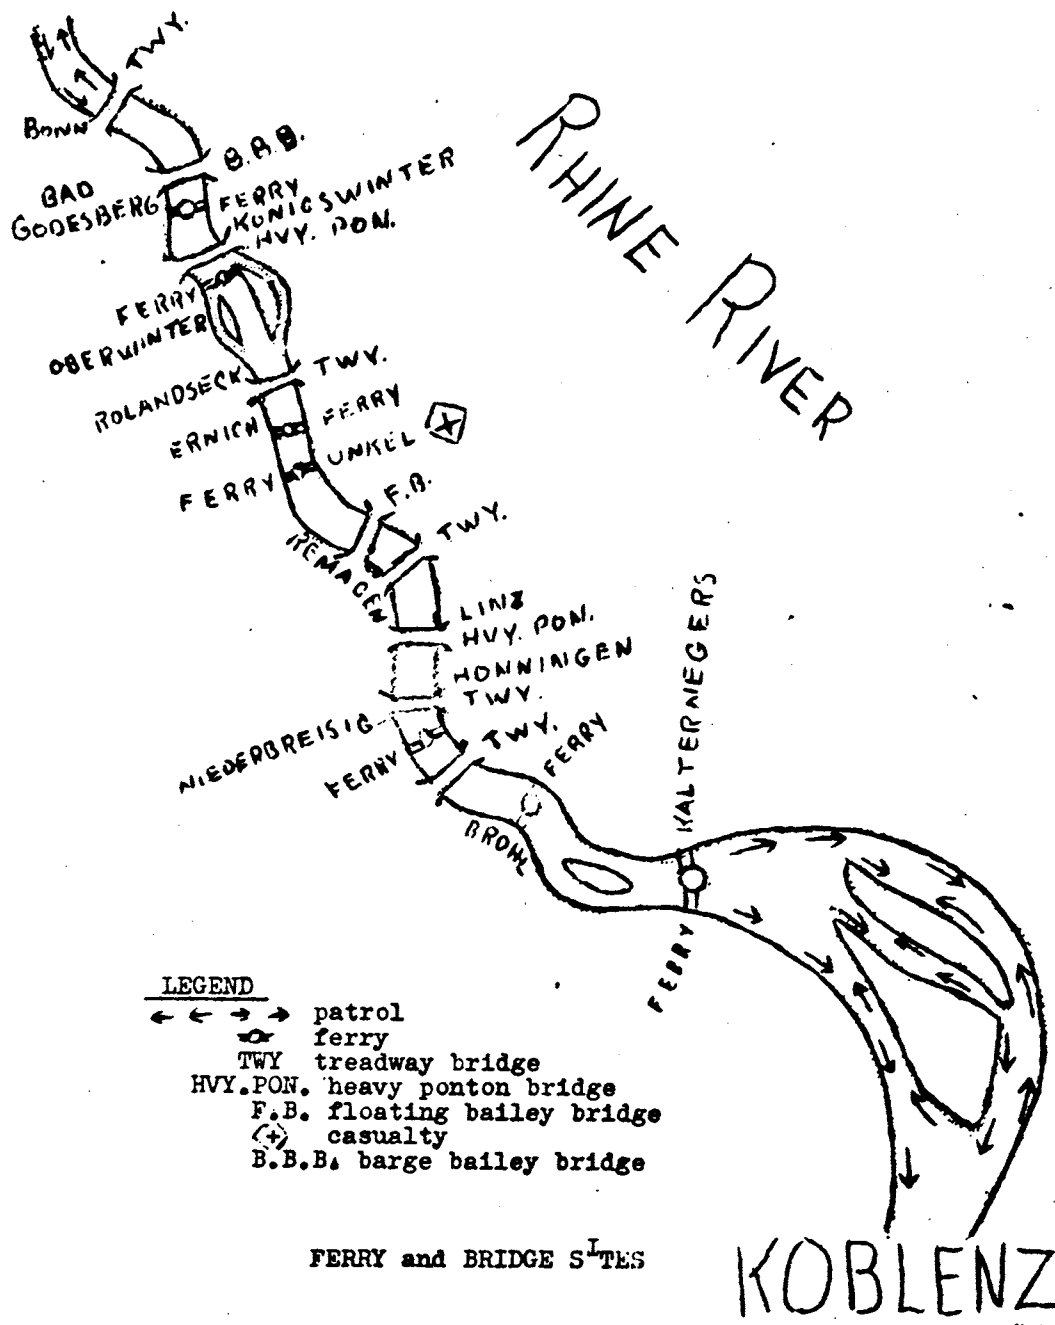 TWY.
BONN
B.B.B.
BAD
GODESBERG
FERRY
KONIGSWINTER
HVY. PON.
RHINE RIVER
FERRY
OBERWINTER
ROLANDSECK
TWY.
ERNICH
FERRY
UNKEL
FERRY
F.B.
TWY.
REMAGEN
LINZ
HVY. PON.
HONNINGEN
TWY.
NIEDERBREISIG
FERRY
TWY.
FERRY
BROHL
KALTERNEGERS
FERRY
LEGEND
patrol
ferry
TWY treadway bridge
HVY.PON. heavy ponton bridge
F.B. floating bailey bridge
casualty
B.B.B. barge bailey bridge
FERRY and BRIDGE SITES
KOBLENZ